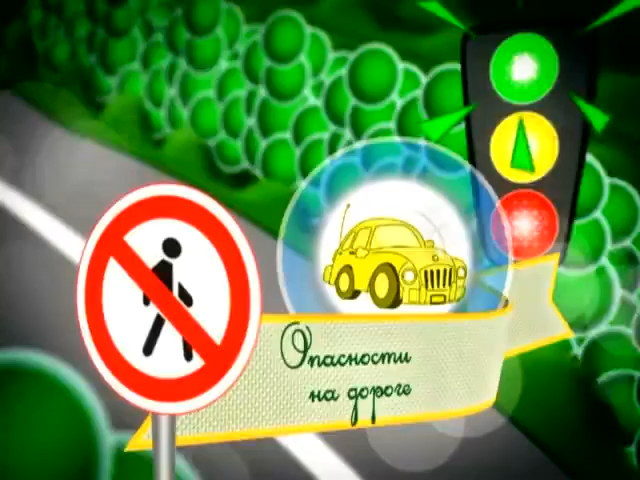 Опасности
на дороге